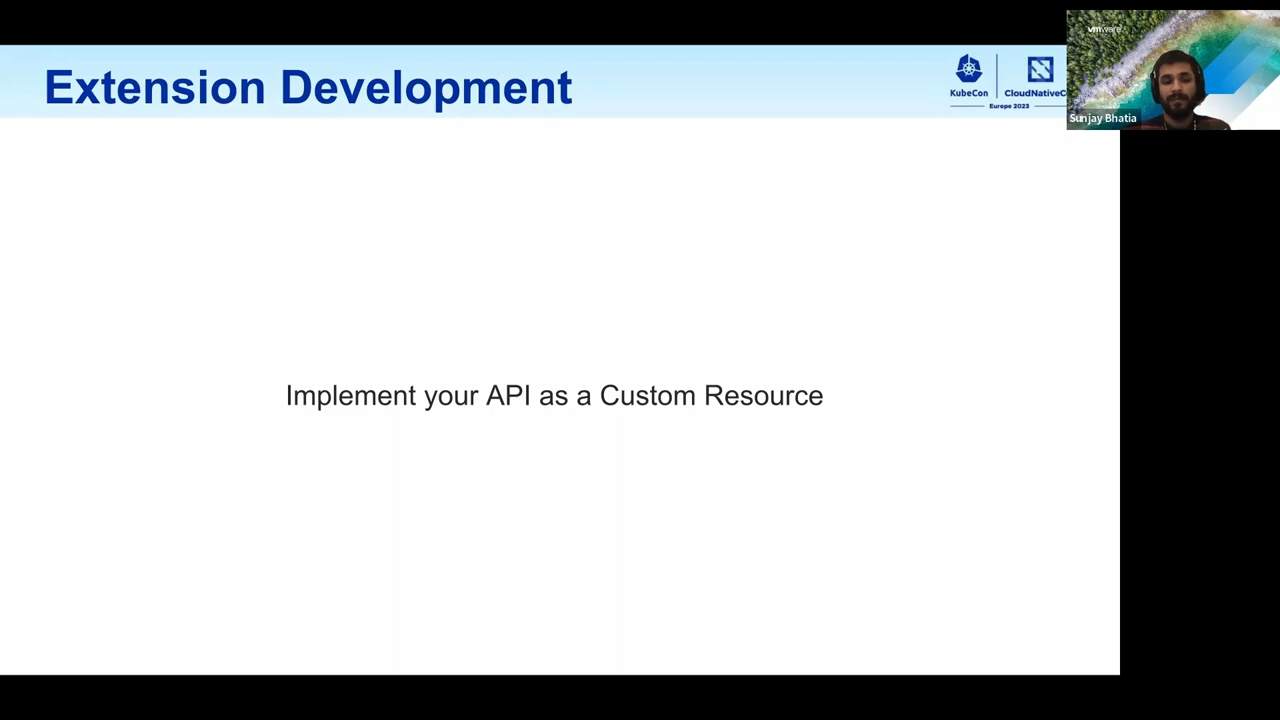 Extension Development
KubeCon
CloudNativeC
Europe 2023
vmware
Sunjay Bhatia
Implement your API as a Custom Resource